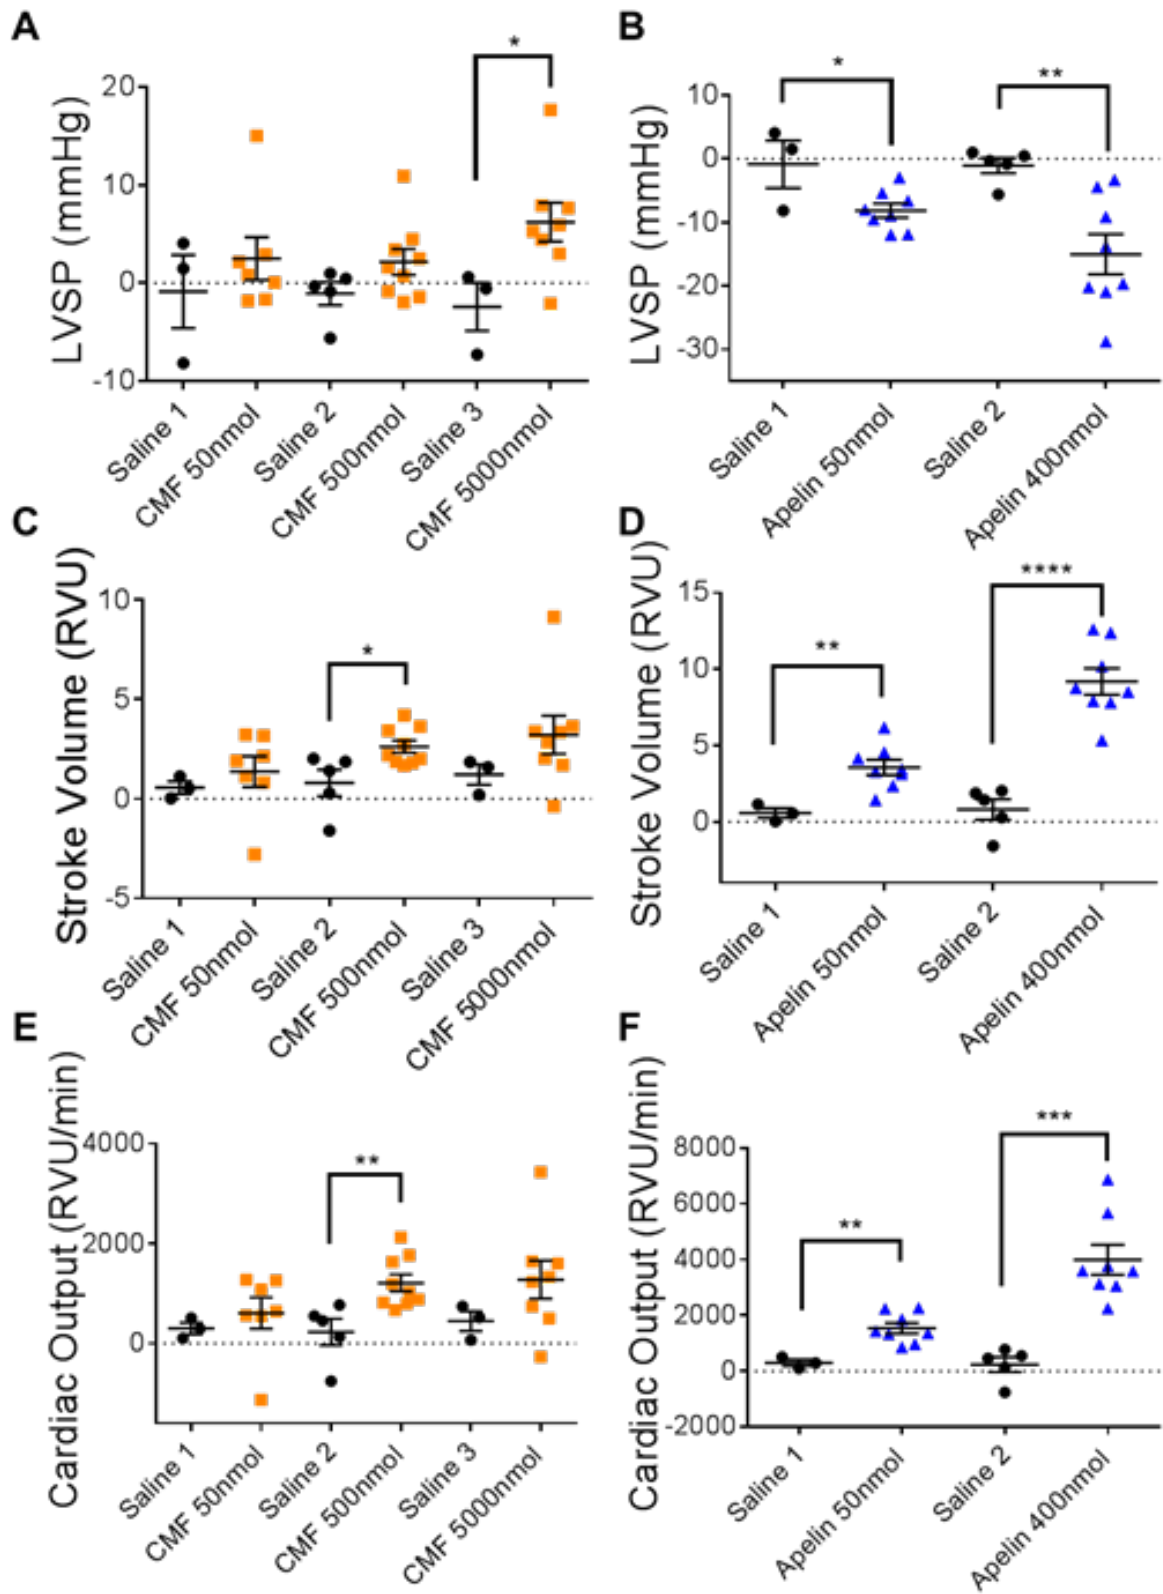 A
LVSP (mmHg)
20
10
0
-10
*
Saline 1
CMF 50nmol
Saline 2
CMF 500nmol
Saline 3
CMF 5000nmol
B
LVSP (mmHg)
10
0
-10
-20
-30
*
**
Saline 1
Apelin 50nmol
Saline 2
Apelin 400nmol
C
Stroke Volume (RVU)
10
5
0
-5
*
Saline 1
CMF 50nmol
Saline 2
CMF 500nmol
Saline 3
CMF 5000nmol
D
Stroke Volume (RVU)
15
10
5
0
**
****
Saline 1
Apelin 50nmol
Saline 2
Apelin 400nmol
E
Cardiac Output (RVU/min)
4000
2000
0
**
Saline 1
CMF 50nmol
Saline 2
CMF 500nmol
Saline 3
CMF 5000nmol
F
Cardiac Output (RVU/min)
8000
6000
4000
2000
0
-2000
**
***
Saline 1
Apelin 50nmol
Saline 2
Apelin 400nmol